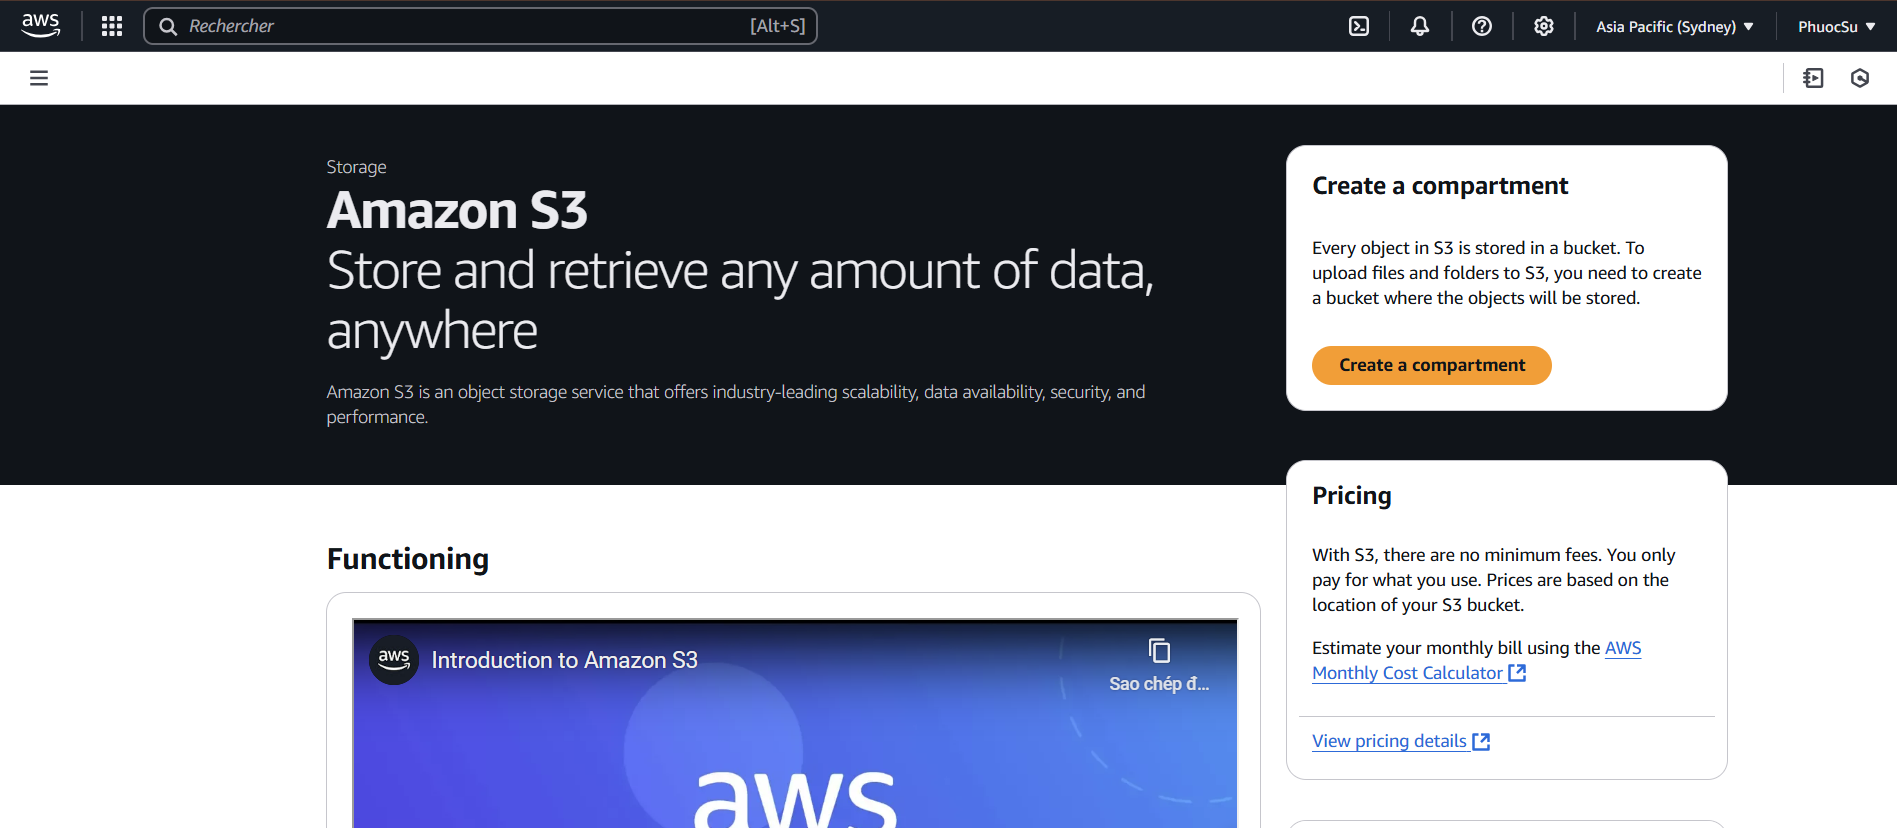 aws
Rechercher
[Alt+S]
Asia Pacific (Sydney)
PhuocSu
Storage
Amazon S3
Store and retrieve any amount of data,
anywhere
Amazon S3 is an object storage service that offers industry-leading scalability, data availability, security, and
performance.
Create a compartment
Every object in S3 is stored in a bucket. To
upload files and folders to S3, you need to create
a bucket where the objects will be stored.
Create a compartment
Pricing
With S3, there are no minimum fees. You only
pay for what you use. Prices are based on the
location of your S3 bucket.
Estimate your monthly bill using the AWS
Monthly Cost Calculator
View pricing details
Functioning
aws
Introduction to Amazon S3
Sao chép đ...
aws